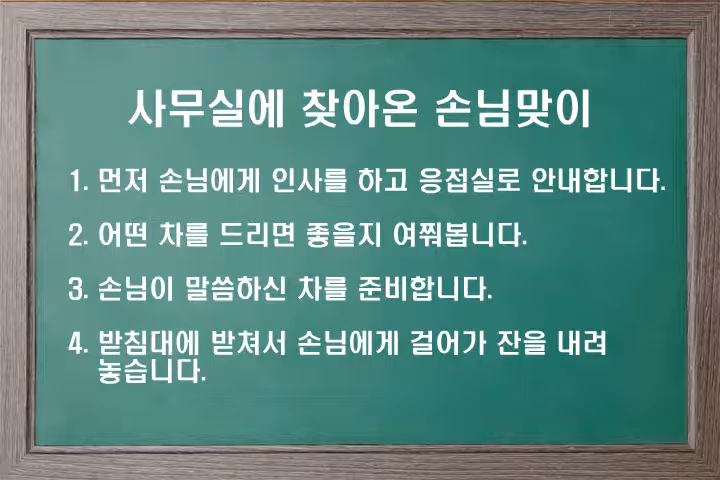 사무실에 찾아온 손님맞이
1. 먼저 손님에게 인사를 하고 응접실로 안내합니다.
2. 어떤 차를 드리면 좋을지 여쭤봅니다.
3. 손님이 말씀하신 차를 준비합니다.
4. 받침대에 받쳐서 손님에게 걸어가 잔을 내려
놓습니다.